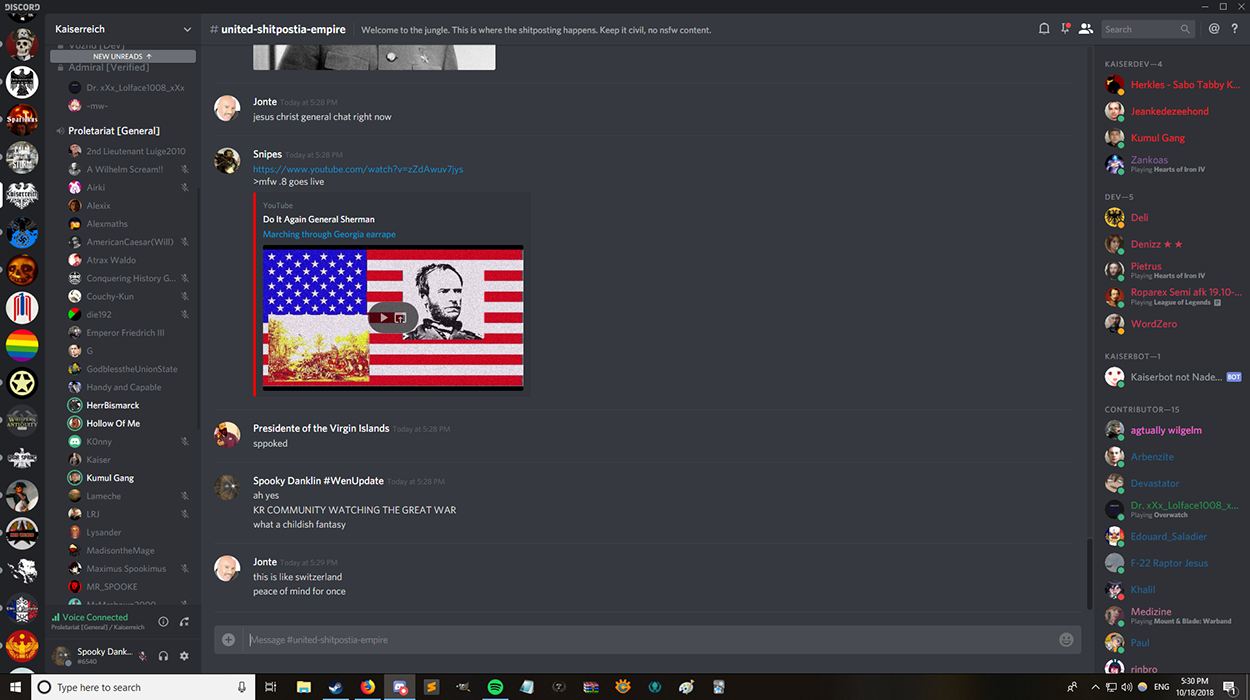 DISCORD
Kaiserreich
NEW UNREADS ↑
Admiral [Verified]
Dr. xXx_Lolface1008_xXx
-mw-
Proletariat [General]
2nd Lieutenant Luige2010
A Wilhelm Scream!!
Airki
Alexix
Alexmaths
AmericanCaesar(Will)
Atrax Waldo
Conquering History G...
Couchy-Kun
die192
Emperor Friedrich III
G
GodblesstheUnionState
Handy and Capable
HerrBismarck
Hollow Of Me
K0nny
Kaiser
Kumul Gang
Lameche
LRJ
Lysander
MadisontheMage
Maximus Spookimus
MR_SPOOKE
Voice Connected
Proletariat [General] / Kaiserreich
Spooky Dank...
#6540
# united-shitpostia-empire
Welcome to the jungle. This is where the shitposting happens. Keep it civil, no nsfw content.
Search
Jonte Today at 5:28 PM
jesus christ general chat right now
Snipes Today at 5:28 PM
https://www.youtube.com/watch?v=zZdAwuv7jys
>mfw .8 goes live
YouTube
Do It Again General Sherman
Marching through Georgia earrape
Presidente of the Virgin Islands Today at 5:28 PM
sppoked
Spooky Danklin #WenUpdate Today at 5:28 PM
ah yes
KR COMMUNITY WATCHING THE GREAT WAR
what a childish fantasy
Jonte Today at 5:29 PM
this is like switzerland
peace of mind for once
Message #united-shitpostia-empire
KAISERDEV—4
Herkles - Sabo Tabby K...
Jeankedezeehond
Kumul Gang
Zankoas
Playing Hearts of Iron IV
DEV—5
Deli
Denizz ★ ★
Pietrus
Playing Hearts of Iron IV
Roparex Semi afk 19.10-...
Playing League of Legends
WordZero
KAISERBOT—1
Kaiserbot not Nade... BOT
CONTRIBUTOR—15
agtually wilgelm
Arbenzite
Devastator
Dr. xXx_Lolface1008_x...
Playing Overwatch
Edouard_Saladier
F-22 Raptor Jesus
Khalil
Medizine
Playing Mount & Blade: Warband
Paul
rinbro
Type here to search
ENG
5:30 PM
10/18/2018